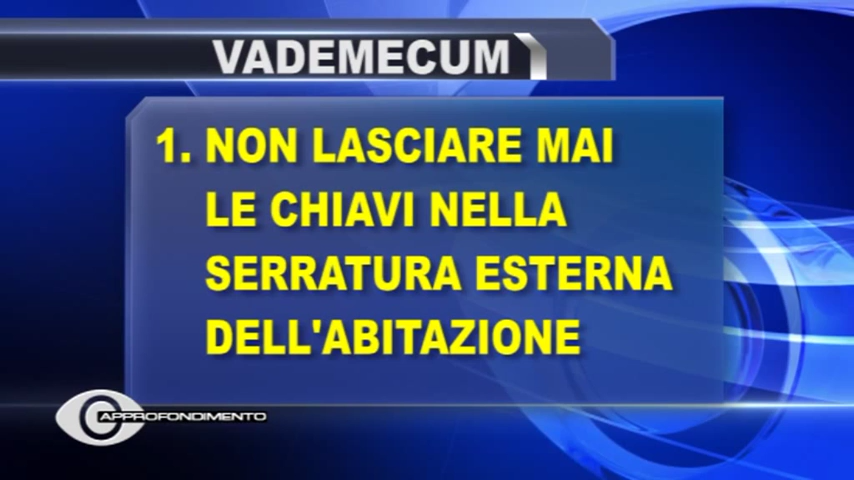 VADEMECUM
1. NON LASCIARE MAI
LE CHIAVI NELLA
SERRATURA ESTERNA
DELL'ABITAZIONE
APPROFONDIMENTO